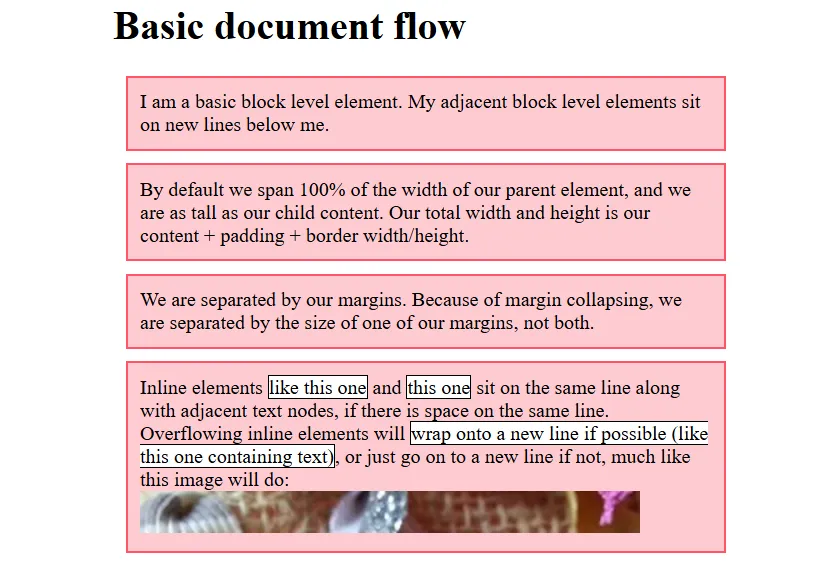 Basic document flow
I am a basic block level element. My adjacent block level elements sit
on new lines below me.
By default we span 100% of the width of our parent element, and we
are as tall as our child content. Our total width and height is our
content + padding + border width/height.
We are separated by our margins. Because of margin collapsing, we
are separated by the size of one of our margins, not both.
Inline elements like this one and this one sit on the same line along
with adjacent text nodes, if there is space on the same line.
Overflowing inline elements will wrap onto a new line if possible (like
this one containing text), or just go on to a new line if not, much like
this image will do: